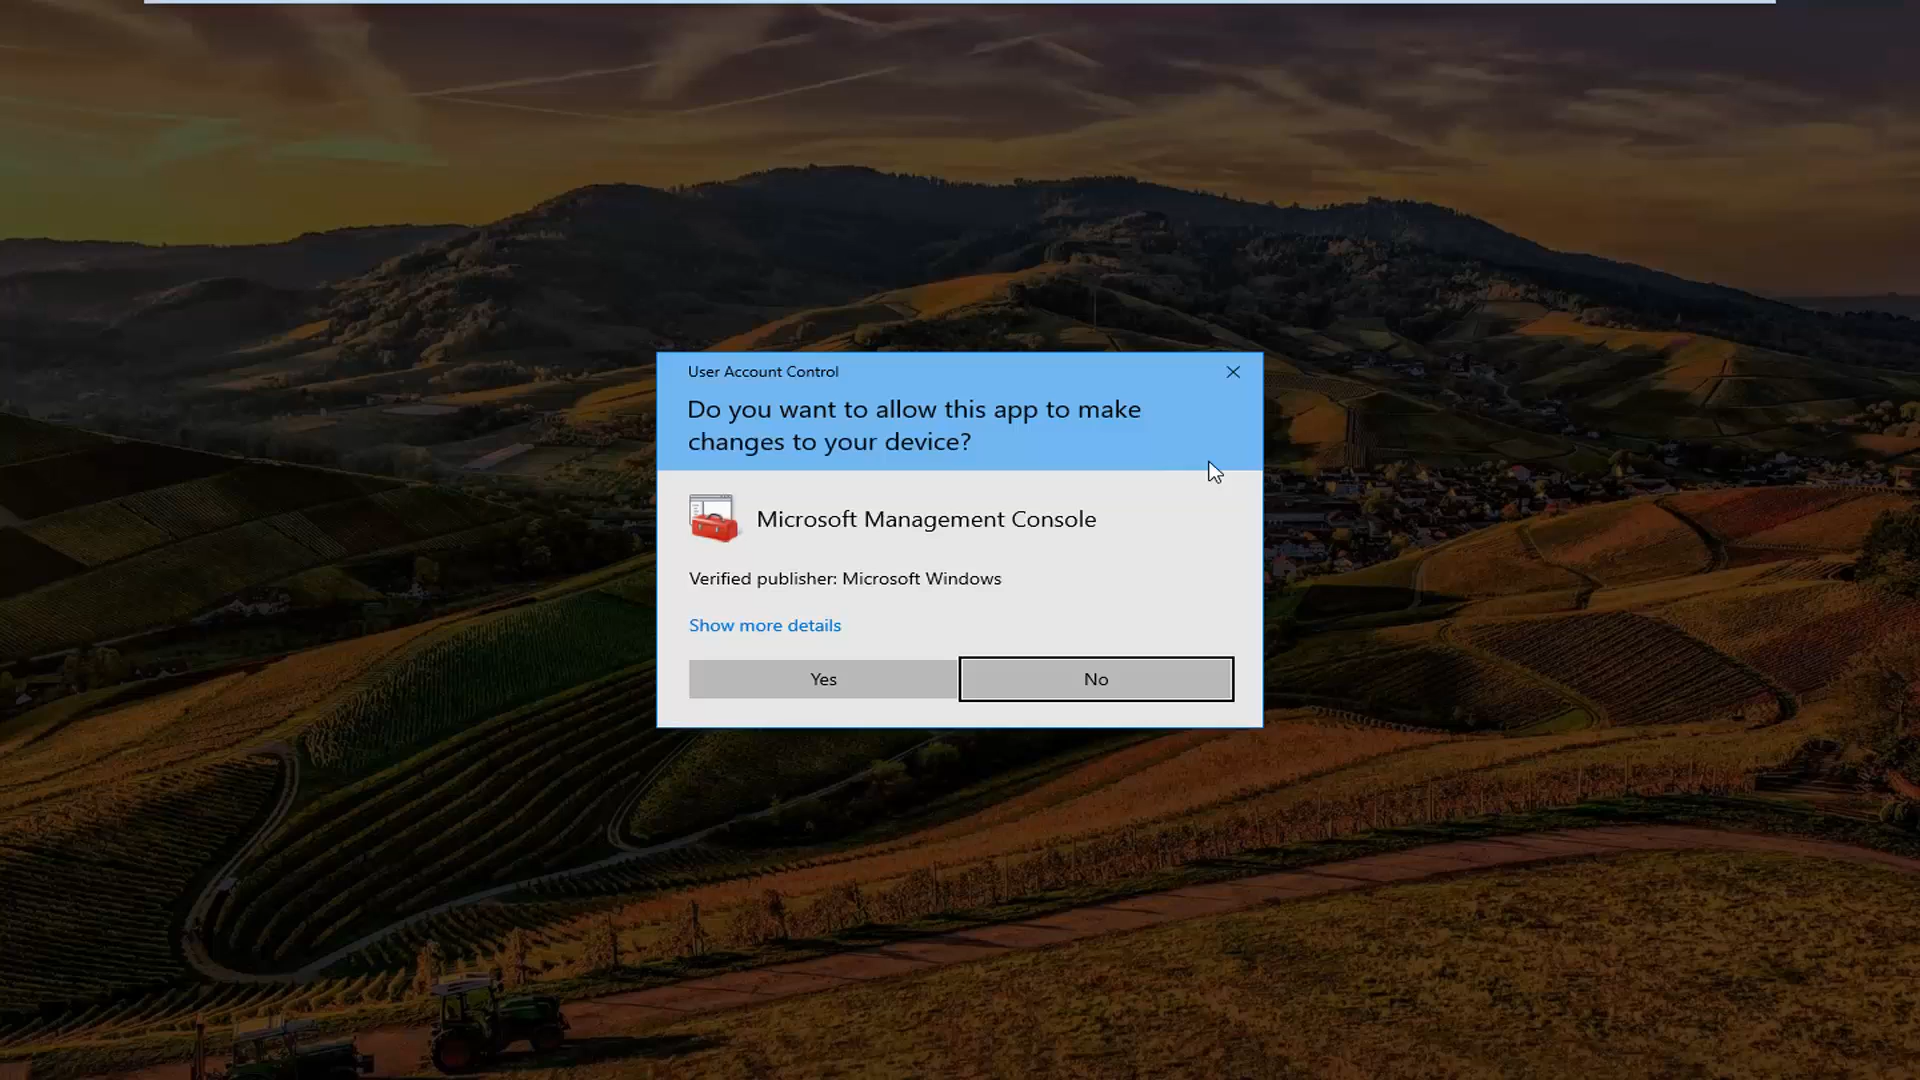 User Account Control
Do you want to allow this app to make
changes to your device?
Microsoft Management Console
Verified publisher: Microsoft Windows
Show more details
Yes
No